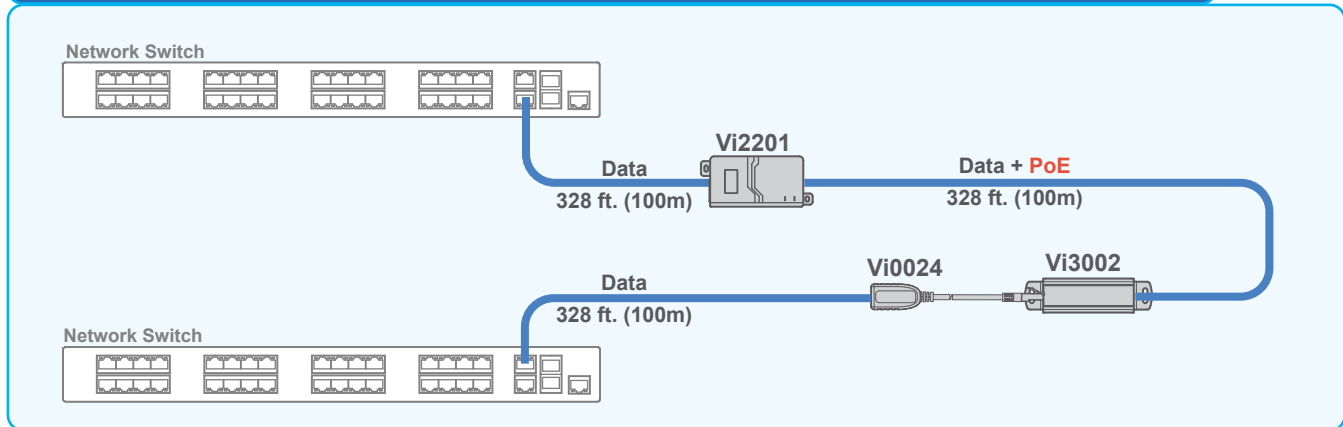 Network Switch
Vi2201
Data
328 ft. (100m)
Data + PoE
328 ft. (100m)
Vi0024
Vi3002
Data
328 ft. (100m)
Network Switch